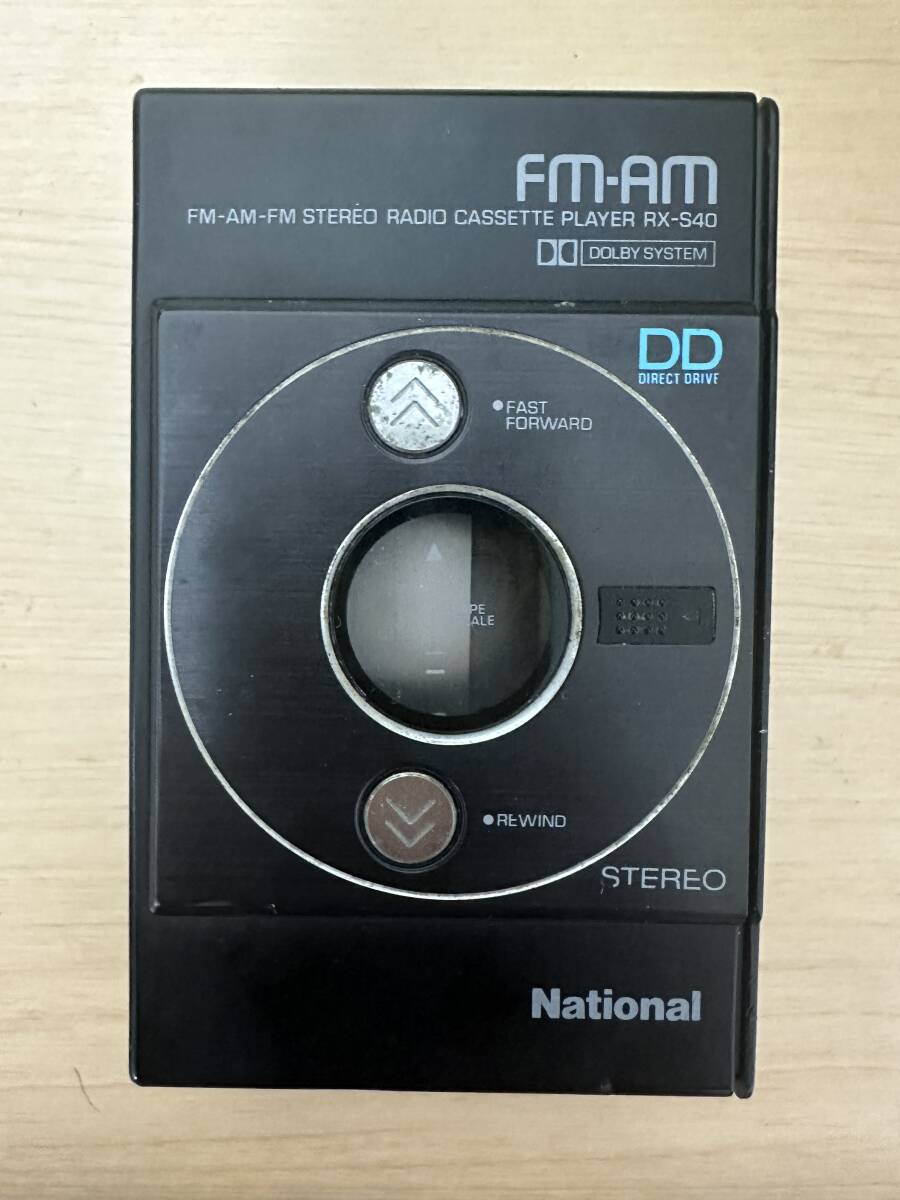 FM-AM
FM-AM-FM STEREO RADIO CASSETTE PLAYER RX-S40
DOLBY SYSTEM
DD
DIRECT DRIVE
FAST
FORWARD
REWIND
STEREO
National